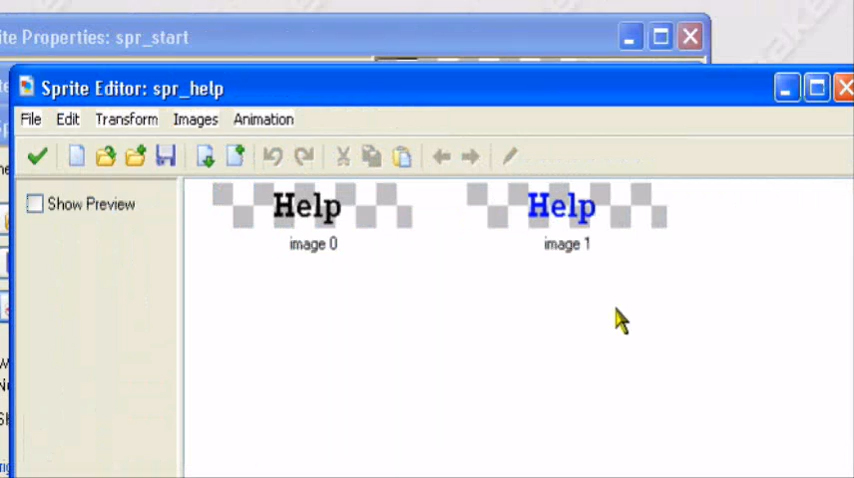 ite Properties: spr_start
Sprite Editor: spr_help
File Edit Transform Images Animation
Show Preview
Help Help
image 0 image 1